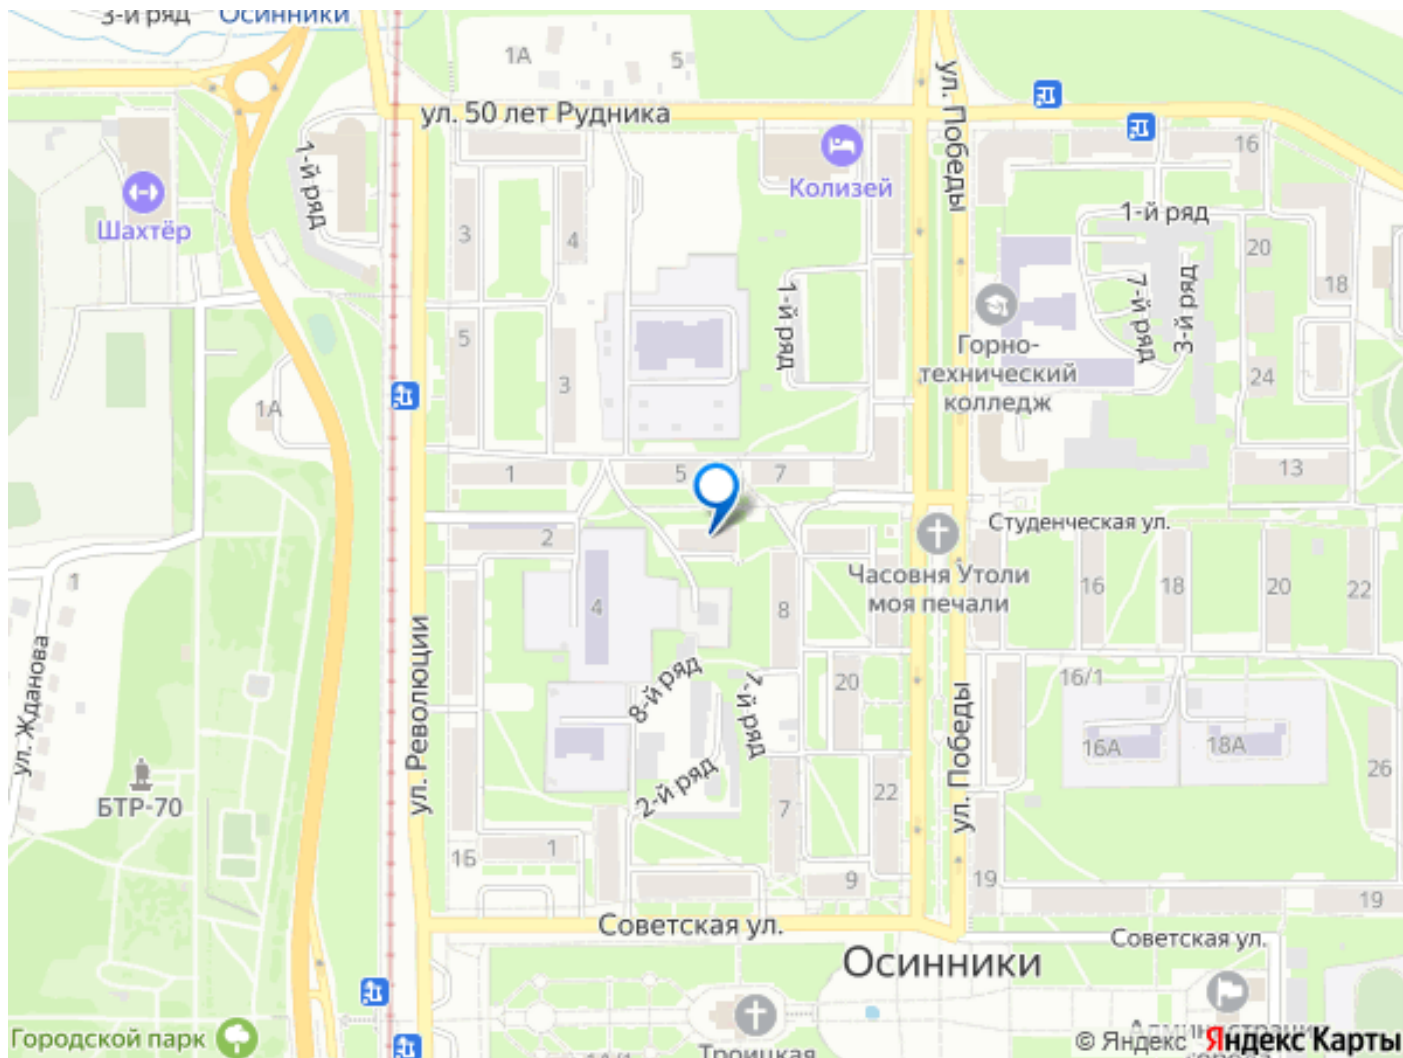 3-й ряд
Осинники
1А
5
ул. 50 лет Рудника
ул. Победы
16
1-й ряд
Колизей
Шахтёр
3
4
1-й ряд
20
18
7-й ряд
3-й ряд
1-й ряд
5
3
Горно-
технический
колледж
24
1А
1
5
7
13
2
Студенческая ул.
Часовня Утоли
моя печали
1
4
8
16
18
20
22
ул. Жданова
ул. Революции
8-й ряд
7-й ряд
20
16/1
ул. Победы
16А
18А
26
БТР-70
2-й ряд
7
22
1Б
1
9
19
19
Советская ул.
Советская ул.
Осинники
Городской парк
Троицкая
© Яндекс Яндекс Карты